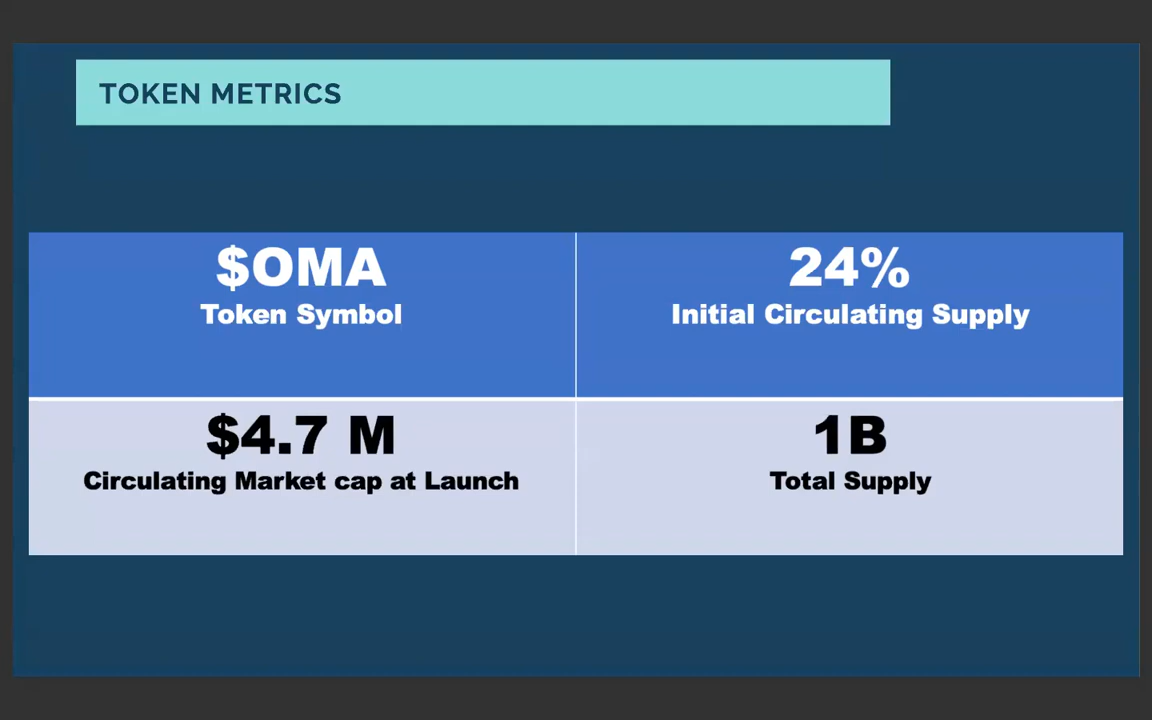 TOKEN METRICS
$OMA
Token Symbol
24%
Initial Circulating Supply
$4.7 M
Circulating Market cap at Launch
1B
Total Supply